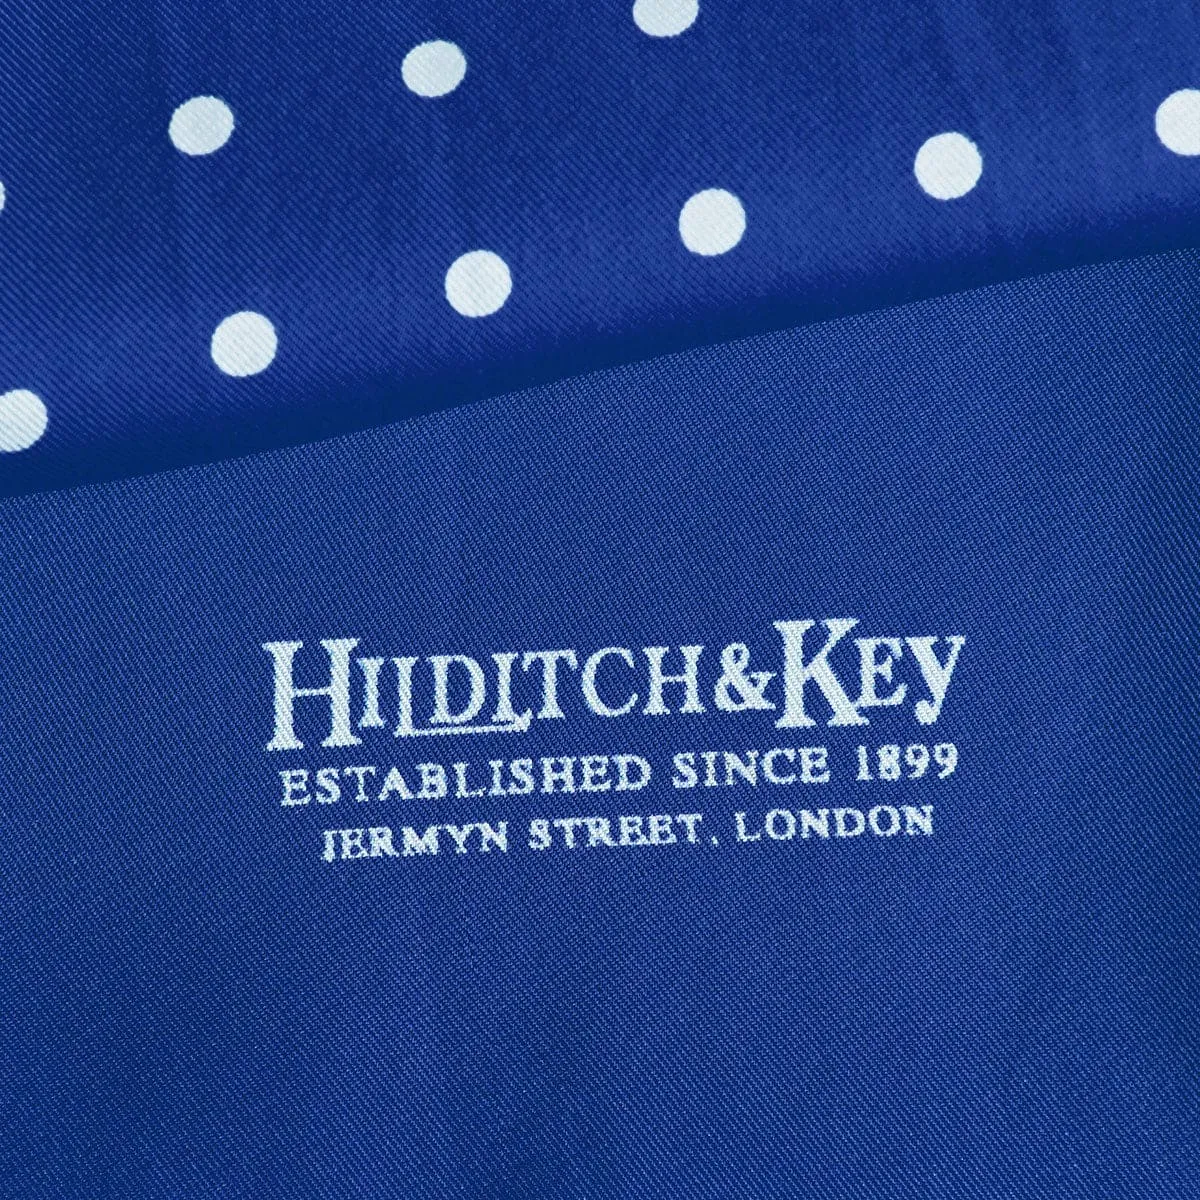 HILDITCH & KEY
ESTABLISHED SINCE 1899
JERMYN STREET, LONDON